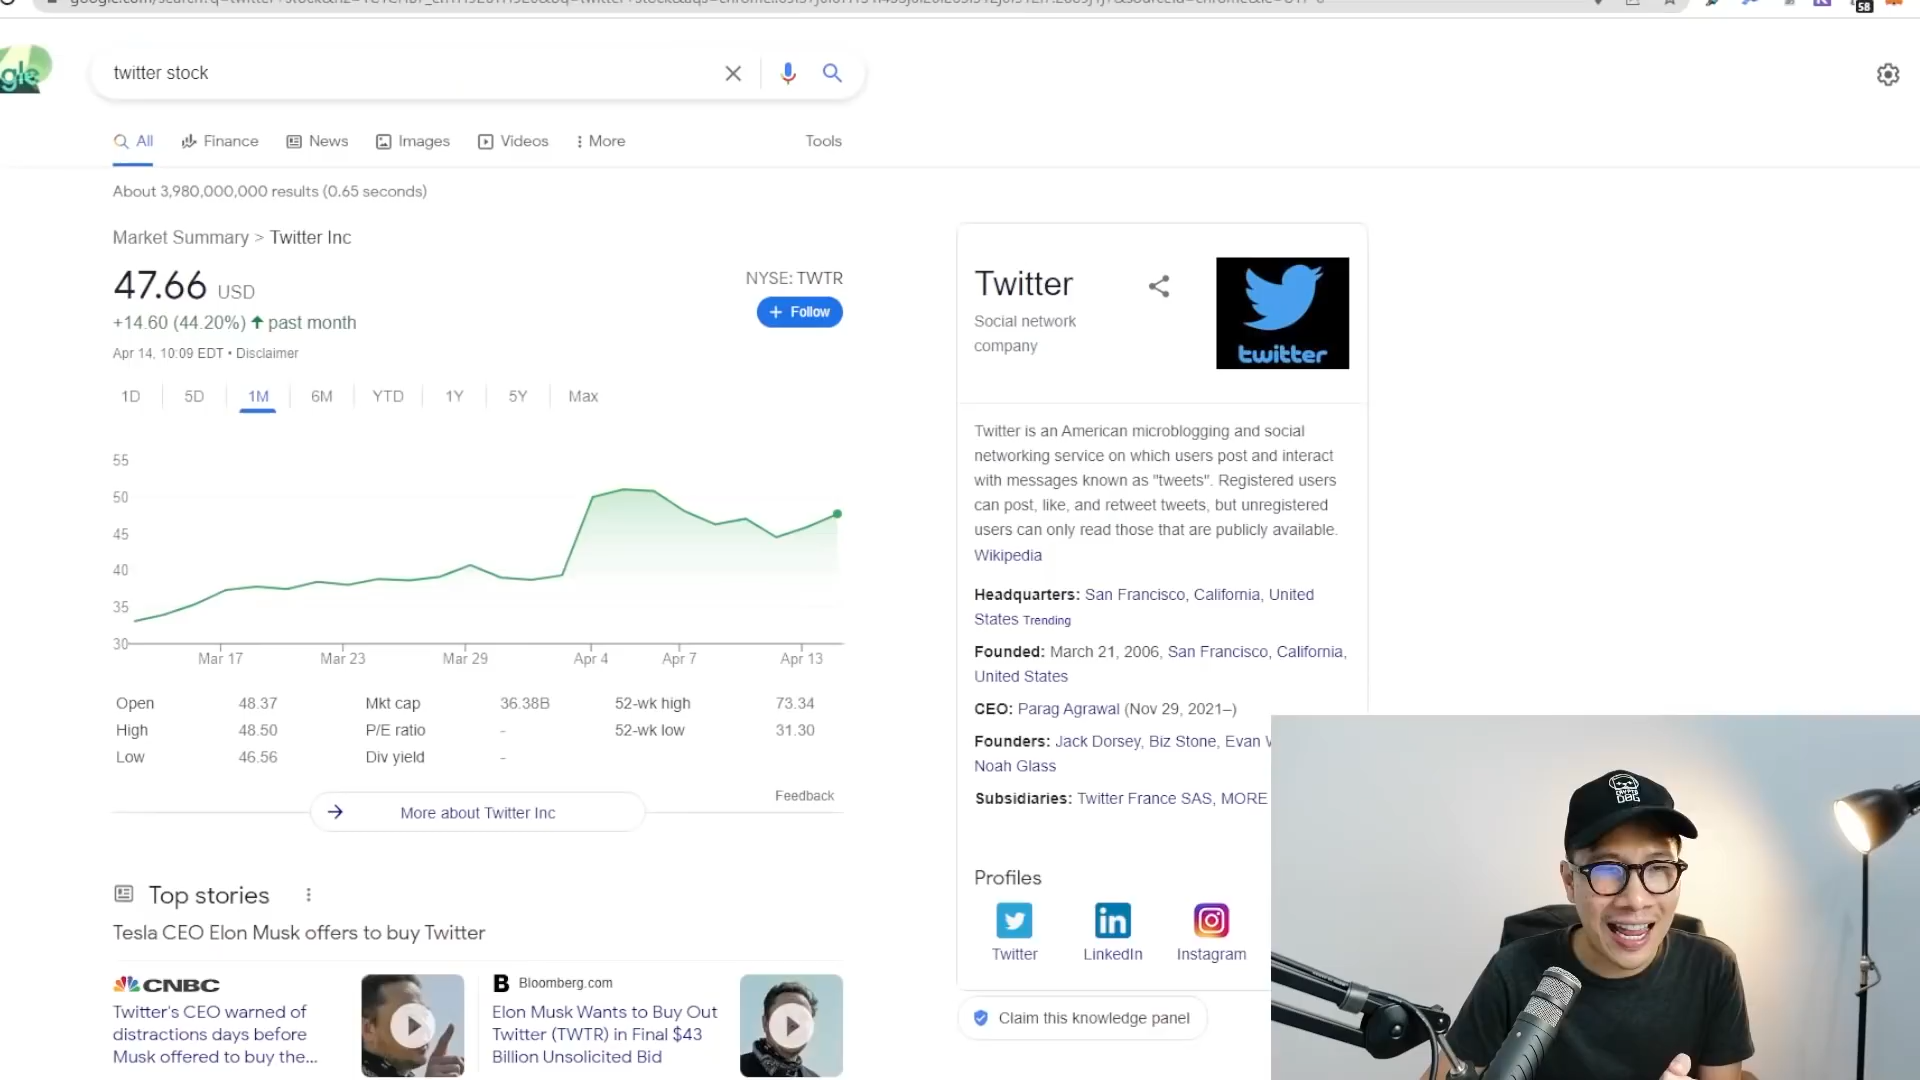 gle
twitter stock
All
Finance
News
Images
Videos
More
Tools
58
About 3,980,000,000 results (0.65 seconds)
Market Summary > Twitter Inc
47.66 USD
+14.60 (44.20%) past month
Apr 14, 10:09 EDT • Disclaimer
NYSE: TWTR
+ Follow
1D
5D
1M
6M
YTD
1Y
5Y
Max
55
50
45
40
35
30
Mar 17
Mar 23
Mar 29
Apr 4
Apr 7
Apr 13
Open 48.37 Mkt cap 36.38B 52-wk high 73.34
High 48.50 P/E ratio - 52-wk low 31.30
Low 46.56 Div yield -
Feedback
More about Twitter Inc
Top stories
Tesla CEO Elon Musk offers to buy Twitter
CNBC
Twitter's CEO warned of
distractions days before
Musk offered to buy the...
B Bloomberg.com
Elon Musk Wants to Buy Out
Twitter (TWTR) in Final $43
Billion Unsolicited Bid
Twitter
Social network
company
twitter
Twitter is an American microblogging and social
networking service on which users post and interact
with messages known as "tweets". Registered users
can post, like, and retweet tweets, but unregistered
users can only read those that are publicly available.
Wikipedia
Headquarters: San Francisco, California, United
States Trending
Founded: March 21, 2006, San Francisco, California,
United States
CEO: Parag Agrawal (Nov 29, 2021–)
Founders: Jack Dorsey, Biz Stone, Evan
Noah Glass
Subsidiaries: Twitter France SAS, MORE
Profiles
Twitter
LinkedIn
Instagram
Claim this knowledge panel
CRYPTO
DOG